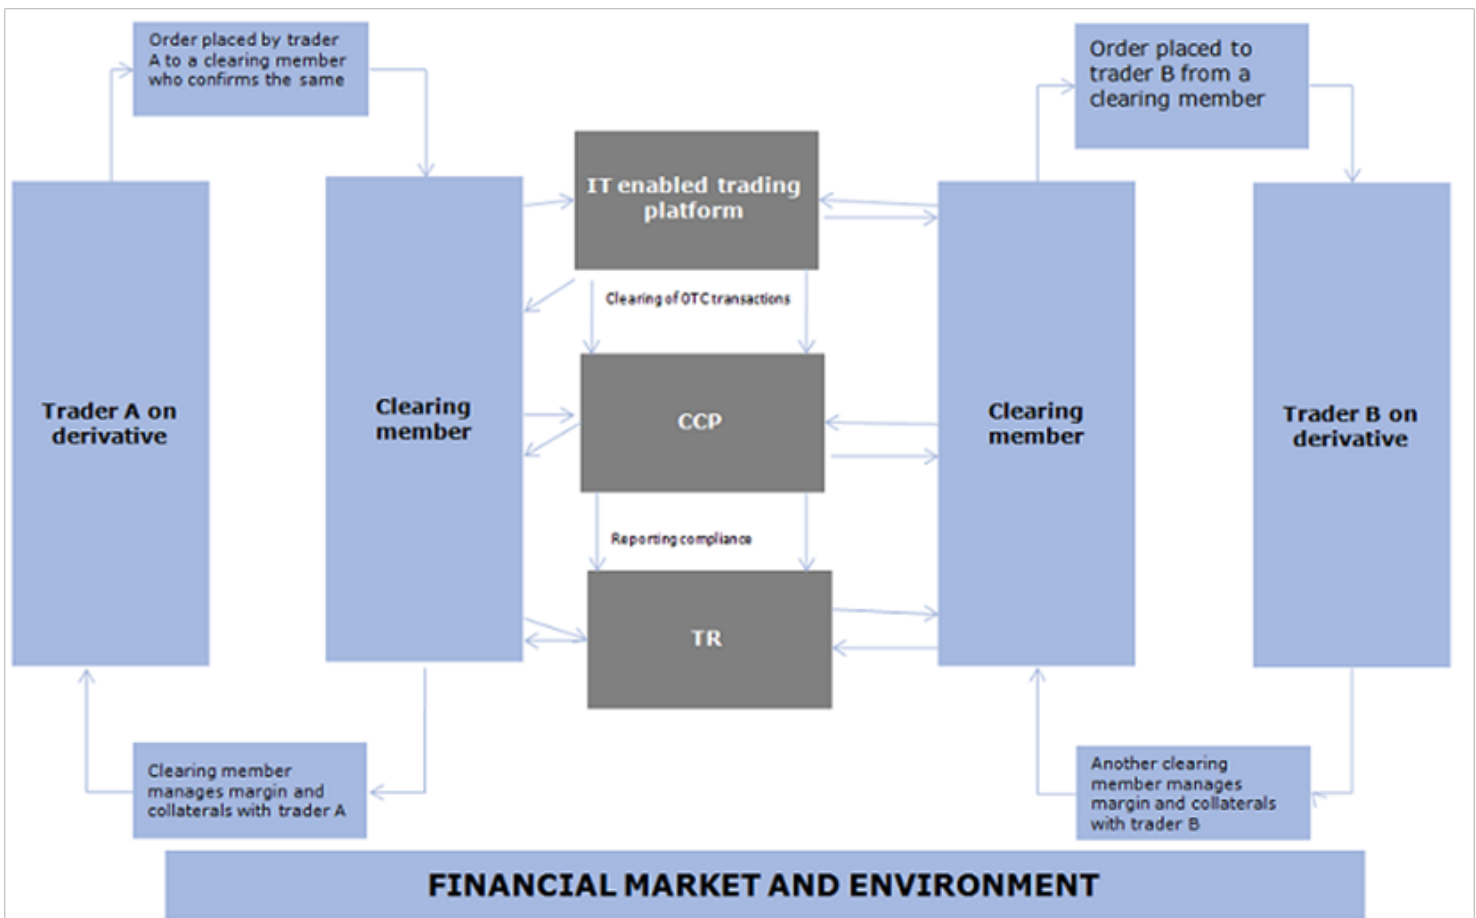 Order placed by trader
A to a clearing member
who confirms the same
Order placed to
trader B from a
clearing member
IT enabled trading
platform
Clearing of OTC transactions
Trader A on
derivative
Clearing
member
CCP
Clearing
member
Trader B on
derivative
Reporting compliance
TR
Clearing member
manages margin and
collaterals with trader A
Another clearing
member manages
margin and collaterals
with trader B
FINANCIAL MARKET AND ENVIRONMENT